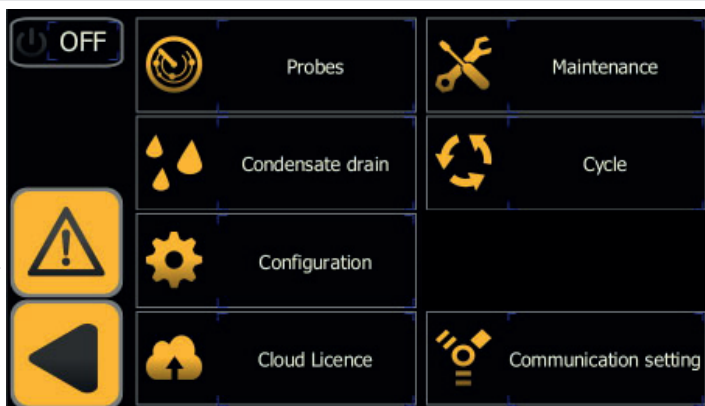 OFF
Probes
Maintenance
Condensate drain
Cycle
Configuration
Cloud Licence
Communication setting